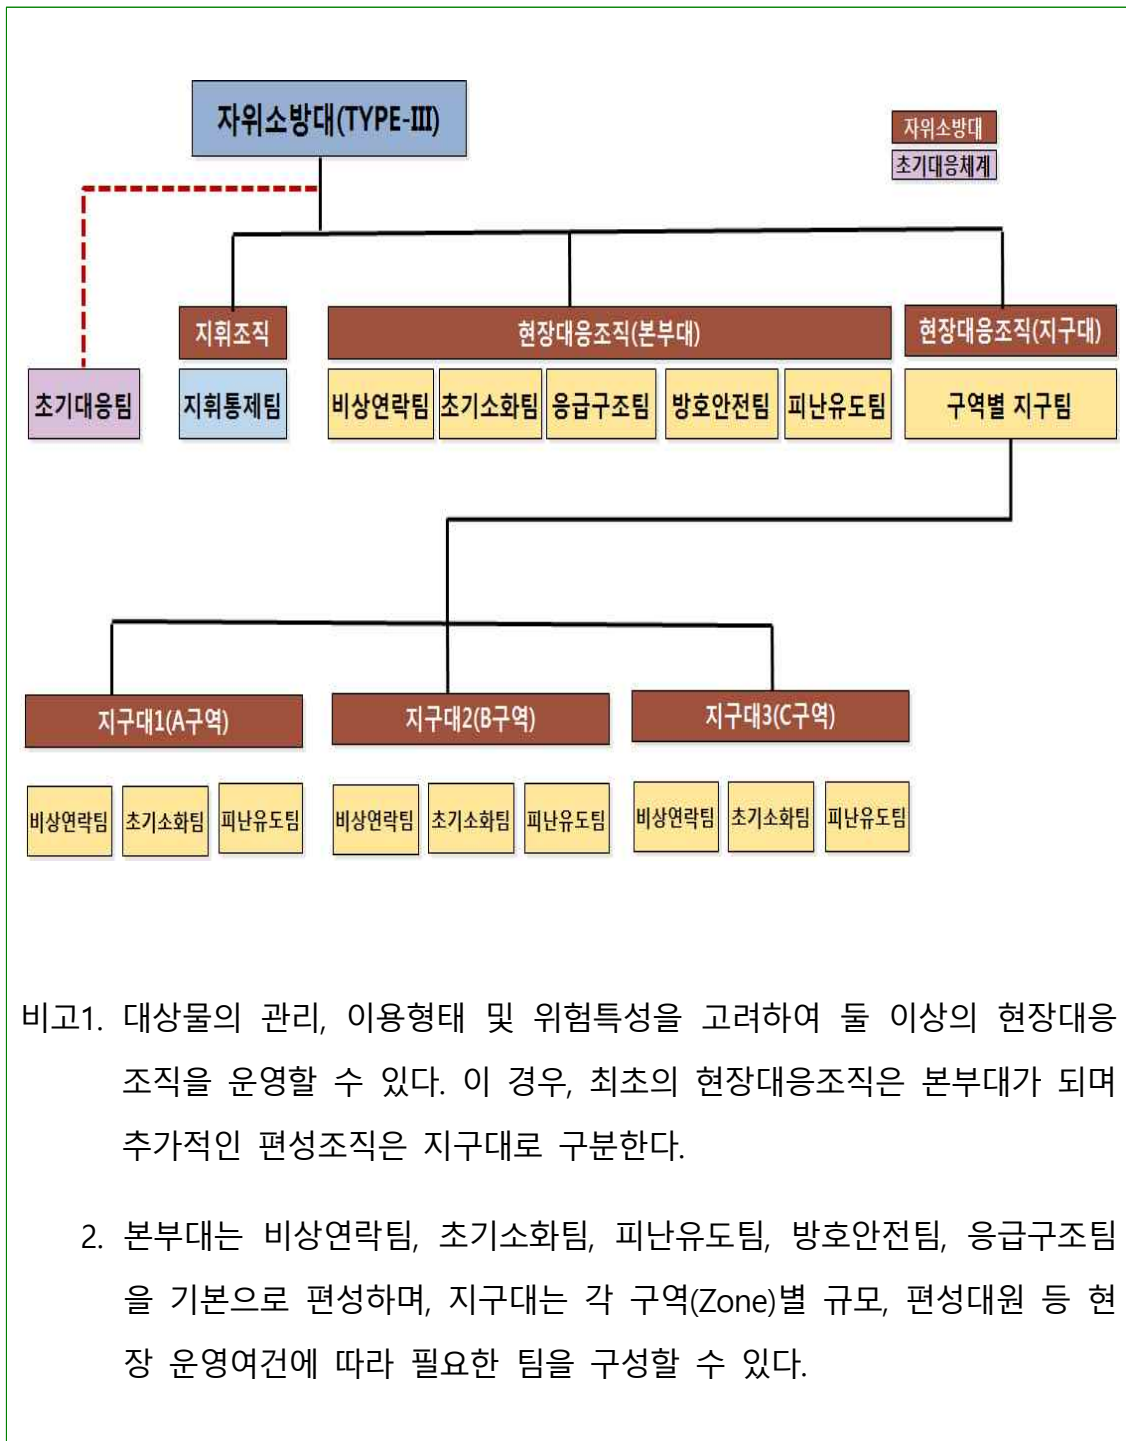 자위소방대(TYPE-Ⅲ)
자위소방대
초기대응체계
지휘조직
현장대응조직(본부대)
현장대응조직(지구대)
초기대응팀
지휘통제팀
비상연락팀
초기소화팀
응급구조팀
방호안전팀
피난유도팀
구역별 지구팀
지구대1(A구역)
지구대2(B구역)
지구대3(C구역)
비상연락팀
초기소화팀
피난유도팀
비상연락팀
초기소화팀
피난유도팀
비상연락팀
초기소화팀
피난유도팀
비고1. 대상물의 관리, 이용형태 및 위험특성을 고려하여 둘 이상의 현장대응
조직을 운영할 수 있다. 이 경우, 최초의 현장대응조직은 본부대가 되며
추가적인 편성조직은 지구대로 구분한다.
2. 본부대는 비상연락팀, 초기소화팀, 피난유도팀, 방호안전팀, 응급구조팀
을 기본으로 편성하며, 지구대는 각 구역(Zone)별 규모, 편성대원 등 현
장 운영여건에 따라 필요한 팀을 구성할 수 있다.